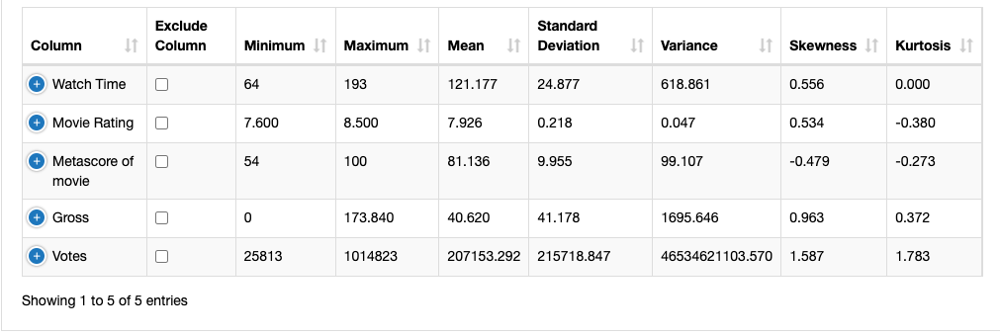 Column Exclude Column Minimum Maximum Mean Standard Deviation Variance Skewness Kurtosis
Watch Time 64 193 121.177 24.877 618.861 0.556 0.000
Movie Rating 7.600 8.500 7.926 0.218 0.047 0.534 -0.380
Metascore of movie 54 100 81.136 9.955 99.107 -0.479 -0.273
Gross 0 173.840 40.620 41.178 1695.646 0.963 0.372
Votes 25813 1014823 207153.292 215718.847 46534621103.570 1.587 1.783
Showing 1 to 5 of 5 entries